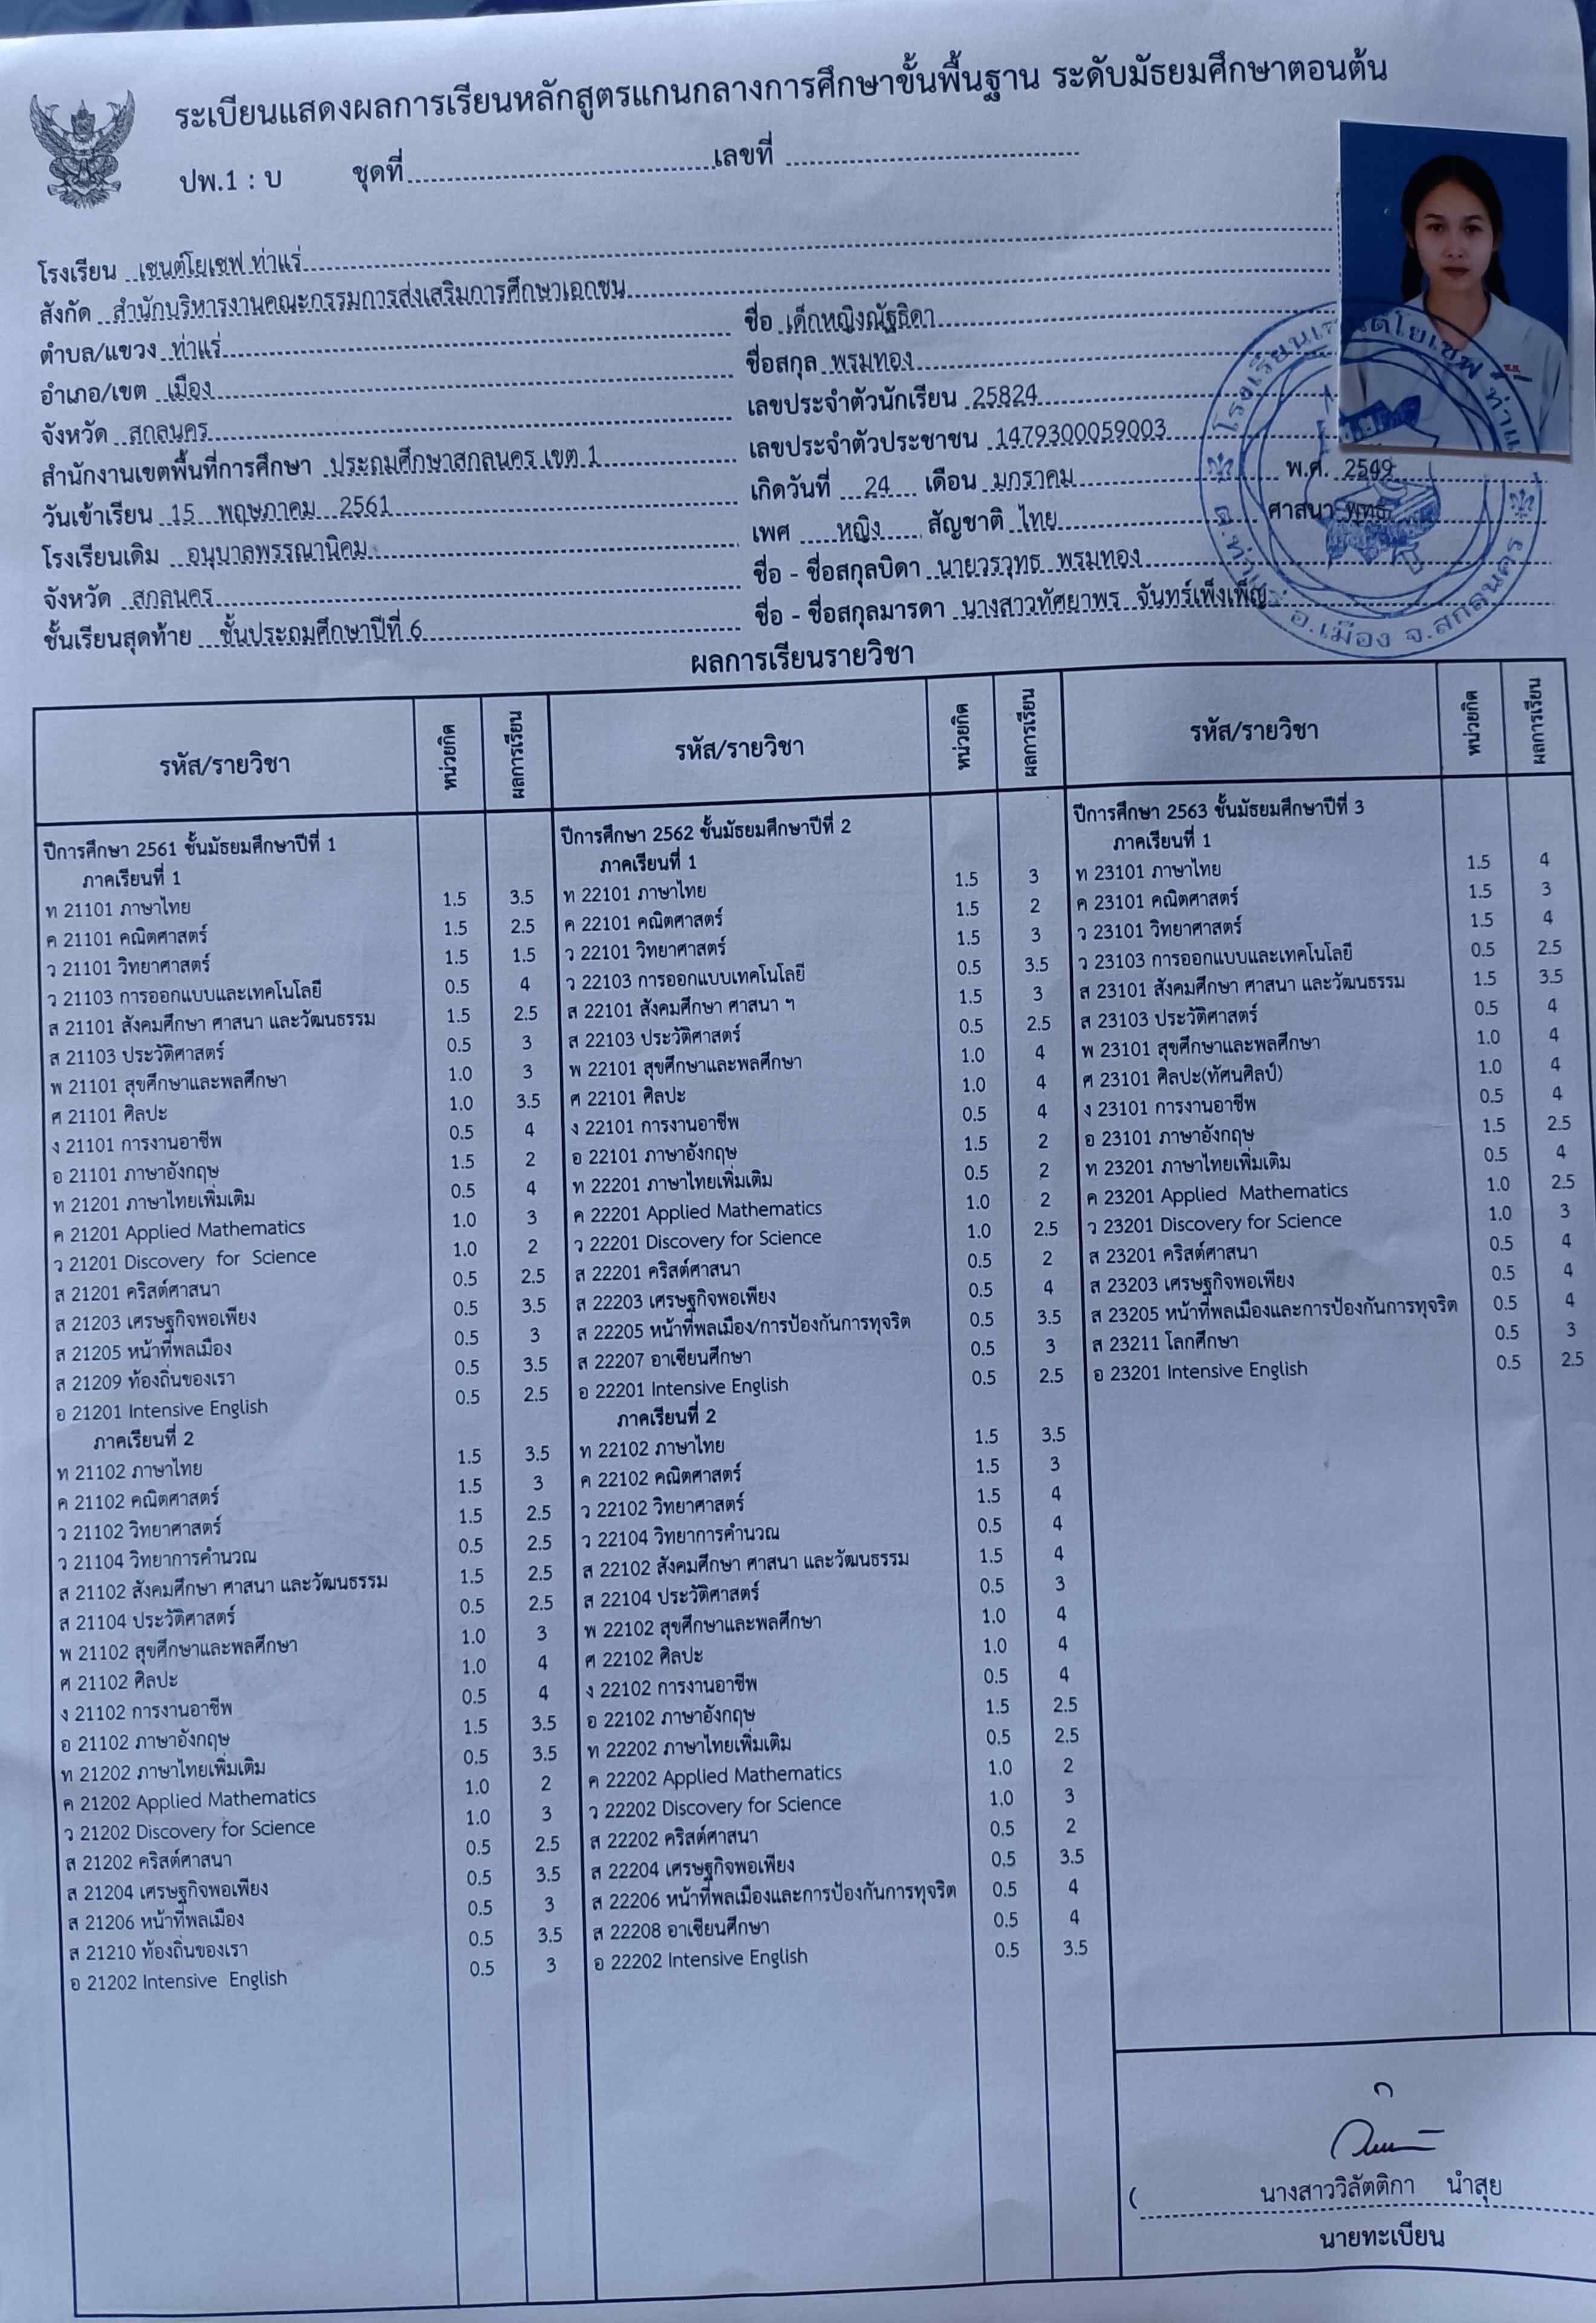 ระเบียนแสดงผลการเรียนหลักสูตรแกนกลางการศึกษาขั้นพื้นฐาน ระดับมัธยมศึกษาตอนต้น
ปพ.1 : บ ชุดที่ เลขที่
โรงเรียน เซนต์โยเซฟ ท่าแร่
สังกัด สำนักบริหารงานคณะกรรมการส่งเสริมการศึกษาเอกชน
ตำบล/แขวง ท่าแร่
อำเภอ/เขต เมือง
จังหวัด สกลนคร
สำนักงานเขตพื้นที่การศึกษา ประถมศึกษาสกลนคร เขต 1
วันเข้าเรียน 15 พฤษภาคม 2561
โรงเรียนเดิม อนุบาลพรรณานิคม
จังหวัด สกลนคร
ชั้นเรียนสุดท้าย ชั้นประถมศึกษาปีที่ 6
ชื่อ เด็กหญิงณัฐธิดา
ชื่อสกุล พรมทอง
เลขประจำตัวนักเรียน 25824
เลขประจำตัวประชาชน 1479300059003
เกิดวันที่ 24 เดือน มกราคม พ.ศ. 2549
เพศ หญิง สัญชาติ ไทย ศาสนา พุทธ
ชื่อ - ชื่อสกุลบิดา นายวรวุทธ พรมทอง
ชื่อ - ชื่อสกุลมารดา นางสาวทัศยาพร จันทร์เพ็งเพ็ญ
อ.เมือง จ.สกลนคร
ผลการเรียนรายวิชา
รหัส/รายวิชา หน่วยกิต ผลการเรียน รหัส/รายวิชา หน่วยกิต ผลการเรียน รหัส/รายวิชา หน่วยกิต ผลการเรียน
ปีการศึกษา 2561 ชั้นมัธยมศึกษาปีที่ 1
ภาคเรียนที่ 1
ท 21101 ภาษาไทย 1.5 3.5
ค 21101 คณิตศาสตร์ 1.5 2.5
ว 21101 วิทยาศาสตร์ 1.5 1.5
ว 21103 การออกแบบและเทคโนโลยี 0.5 4
ส 21101 สังคมศึกษา ศาสนา และวัฒนธรรม 1.5 2.5
ส 21103 ประวัติศาสตร์ 0.5 3
พ 21101 สุขศึกษาและพลศึกษา 1.0 3
ศ 21101 ศิลปะ 1.0 3.5
ง 21101 การงานอาชีพ 0.5 4
อ 21101 ภาษาอังกฤษ 1.5 2
ท 21201 ภาษาไทยเพิ่มเติม 0.5 4
ค 21201 Applied Mathematics 1.0 3
ว 21201 Discovery for Science 1.0 2
ส 21201 คริสต์ศาสนา 0.5 2.5
ส 21203 เศรษฐกิจพอเพียง 0.5 3.5
ส 21205 หน้าที่พลเมือง 0.5 3
ส 21209 ท้องถิ่นของเรา 0.5 3.5
อ 21201 Intensive English 0.5 2.5
ภาคเรียนที่ 2
ท 21102 ภาษาไทย 1.5 3.5
ค 21102 คณิตศาสตร์ 1.5 3
ว 21102 วิทยาศาสตร์ 1.5 2.5
ว 21104 วิทยาการคำนวณ 0.5 2.5
ส 21102 สังคมศึกษา ศาสนา และวัฒนธรรม 1.5 2.5
ส 21104 ประวัติศาสตร์ 0.5 2.5
พ 21102 สุขศึกษาและพลศึกษา 1.0 3
ศ 21102 ศิลปะ 1.0 4
ง 21102 การงานอาชีพ 0.5 4
อ 21102 ภาษาอังกฤษ 1.5 3.5
ท 21202 ภาษาไทยเพิ่มเติม 0.5 3.5
ค 21202 Applied Mathematics 1.0 2
ว 21202 Discovery for Science 1.0 3
ส 21202 คริสต์ศาสนา 0.5 2.5
ส 21204 เศรษฐกิจพอเพียง 0.5 3.5
ส 21206 หน้าที่พลเมือง 0.5 3
ส 21210 ท้องถิ่นของเรา 0.5 3.5
อ 21202 Intensive English 0.5 3
ปีการศึกษา 2562 ชั้นมัธยมศึกษาปีที่ 2
ภาคเรียนที่ 1
ท 22101 ภาษาไทย 1.5 3
ค 22101 คณิตศาสตร์ 1.5 2
ว 22101 วิทยาศาสตร์ 1.5 3
ว 22103 การออกแบบเทคโนโลยี 0.5 3.5
ส 22101 สังคมศึกษา ศาสนา ฯ 1.5 3
ส 22103 ประวัติศาสตร์ 0.5 2.5
พ 22101 สุขศึกษาและพลศึกษา 1.0 4
ศ 22101 ศิลปะ 1.0 4
ง 22101 การงานอาชีพ 0.5 4
อ 22101 ภาษาอังกฤษ 1.5 2
ท 22201 ภาษาไทยเพิ่มเติม 0.5 2
ค 22201 Applied Mathematics 1.0 2
ว 22201 Discovery for Science 1.0 2.5
ส 22201 คริสต์ศาสนา 0.5 2
ส 22203 เศรษฐกิจพอเพียง 0.5 4
ส 22205 หน้าที่พลเมือง/การป้องกันการทุจริต 0.5 3.5
ส 22207 อาเซียนศึกษา 0.5 3
อ 22201 Intensive English 0.5 2.5
ภาคเรียนที่ 2
ท 22102 ภาษาไทย 1.5 3.5
ค 22102 คณิตศาสตร์ 1.5 3
ว 22102 วิทยาศาสตร์ 1.5 4
ว 22104 วิทยาการคำนวณ 0.5 4
ส 22102 สังคมศึกษา ศาสนา และวัฒนธรรม 1.5 4
ส 22104 ประวัติศาสตร์ 0.5 3
พ 22102 สุขศึกษาและพลศึกษา 1.0 4
ศ 22102 ศิลปะ 1.0 4
ง 22102 การงานอาชีพ 0.5 4
อ 22102 ภาษาอังกฤษ 1.5 2.5
ท 22202 ภาษาไทยเพิ่มเติม 0.5 2.5
ค 22202 Applied Mathematics 1.0 2
ว 22202 Discovery for Science 1.0 3
ส 22202 คริสต์ศาสนา 0.5 2
ส 22204 เศรษฐกิจพอเพียง 0.5 3.5
ส 22206 หน้าที่พลเมืองและการป้องกันการทุจริต 0.5 4
ส 22208 อาเซียนศึกษา 0.5 4
อ 22202 Intensive English 0.5 3.5
ปีการศึกษา 2563 ชั้นมัธยมศึกษาปีที่ 3
ภาคเรียนที่ 1
ท 23101 ภาษาไทย 1.5 4
ค 23101 คณิตศาสตร์ 1.5 3
ว 23101 วิทยาศาสตร์ 1.5 4
ว 23103 การออกแบบและเทคโนโลยี 0.5 2.5
ส 23101 สังคมศึกษา ศาสนา และวัฒนธรรม 1.5 3.5
ส 23103 ประวัติศาสตร์ 0.5 4
พ 23101 สุขศึกษาและพลศึกษา 1.0 4
ศ 23101 ศิลปะ(ทัศนศิลป์) 1.0 4
ง 23101 การงานอาชีพ 0.5 4
อ 23101 ภาษาอังกฤษ 1.5 2.5
ท 23201 ภาษาไทยเพิ่มเติม 0.5 4
ค 23201 Applied Mathematics 1.0 2.5
ว 23201 Discovery for Science 1.0 3
ส 23201 คริสต์ศาสนา 0.5 4
ส 23203 เศรษฐกิจพอเพียง 0.5 4
ส 23205 หน้าที่พลเมืองและการป้องกันการทุจริต 0.5 4
ส 23211 โลกศึกษา 0.5 3
อ 23201 Intensive English 0.5 2.5
( นางสาววิลัตติกา นำสุย
นายทะเบียน